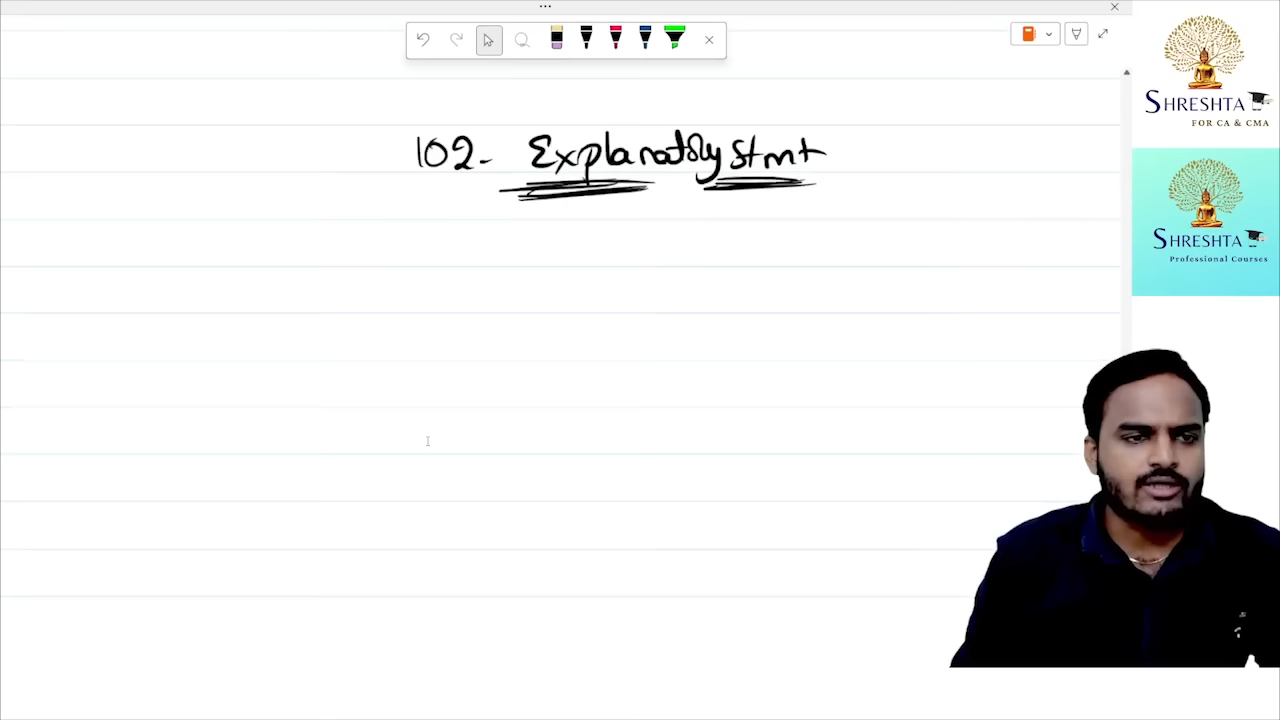 102- Explanatory stmt
SHRESHTA
FOR CA & CMA
SHRESHTA
Professional Courses